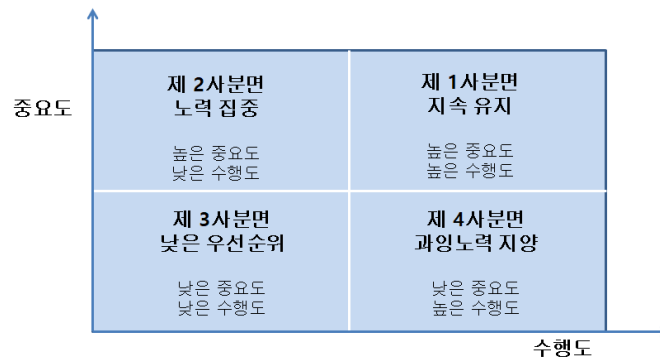 중요도
제 2사분면
노력 집중
높은 중요도
낮은 수행도
제 1사분면
지속 유지
높은 중요도
높은 수행도
제 3사분면
낮은 우선순위
낮은 중요도
낮은 수행도
제 4사분면
과잉노력 지양
낮은 중요도
높은 수행도
수행도